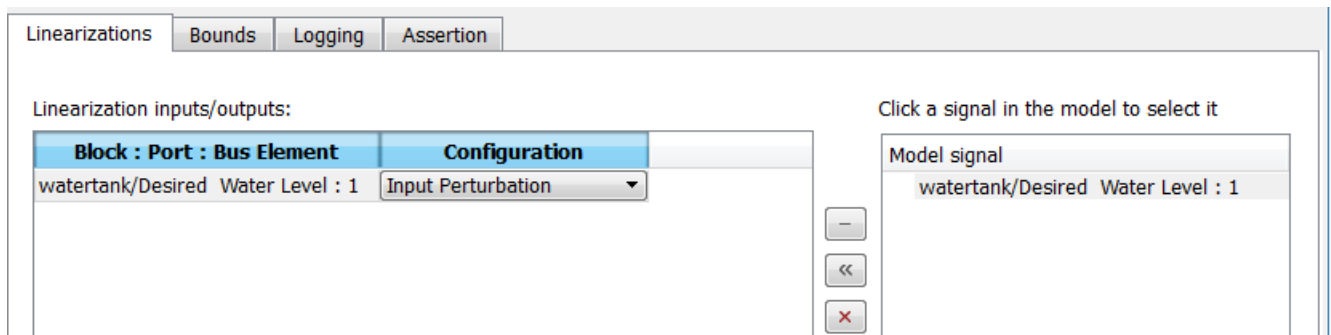 Linearizations Bounds Logging Assertion
Linearization inputs/outputs: Click a signal in the model to select it
Block : Port : Bus Element Configuration Model signal
watertank/Desired Water Level : 1 Input Perturbation watertank/Desired Water Level : 1